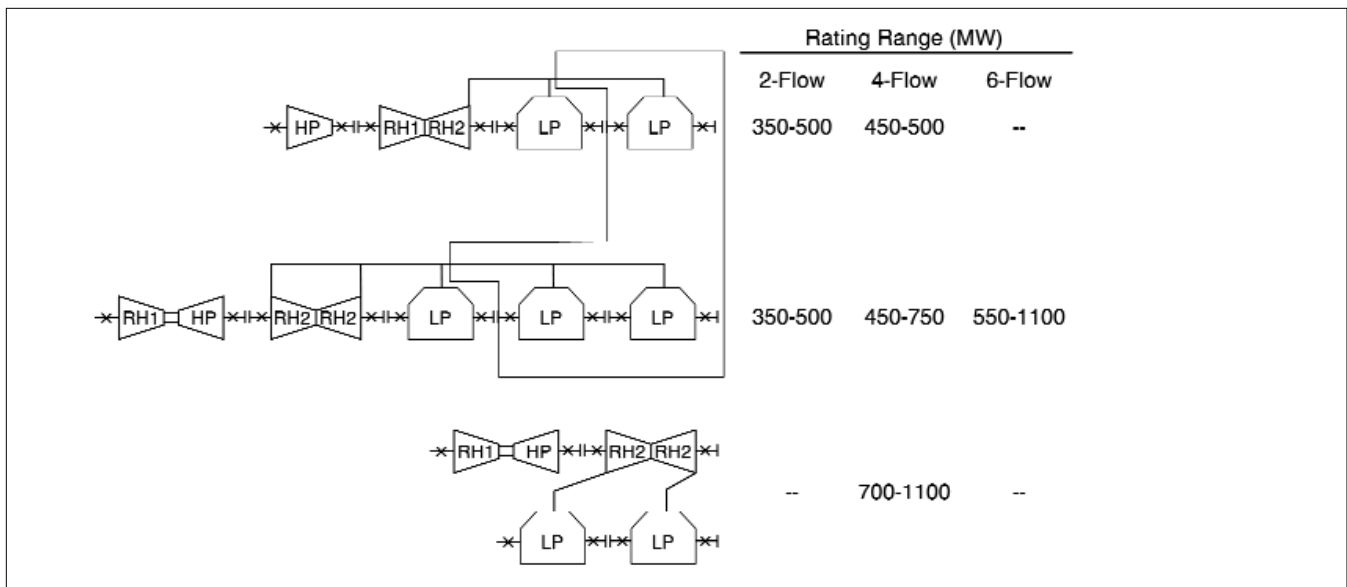 Rating Range (MW)
2-Flow 4-Flow 6-Flow
HP RH1 RH2 LP LP 350-500 450-500 --
RH1 HP RH2 RH2 LP LP LP 350-500 450-750 550-1100
RH1 HP RH2 RH2
-- 700-1100 --
LP LP